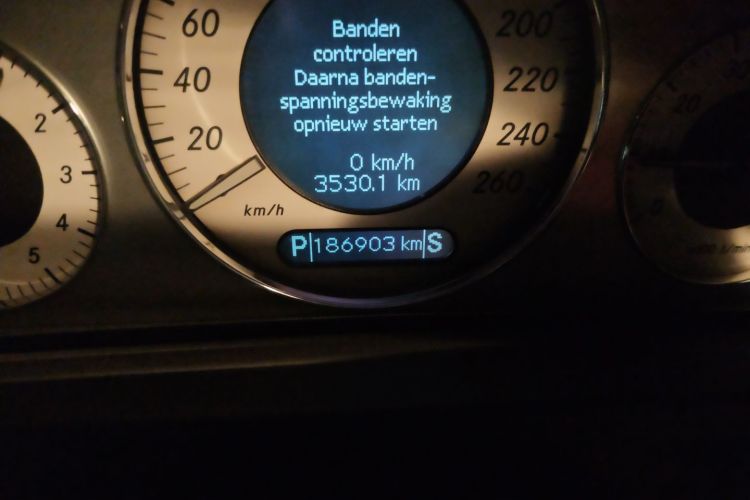 Banden
controleren
Daarna banden-
spanningsbewaking
opnieuw starten
0 km/h
3530.1 km
60
40
20
km/h
200
220
240
260
P 186903 km S
2
3
4
5